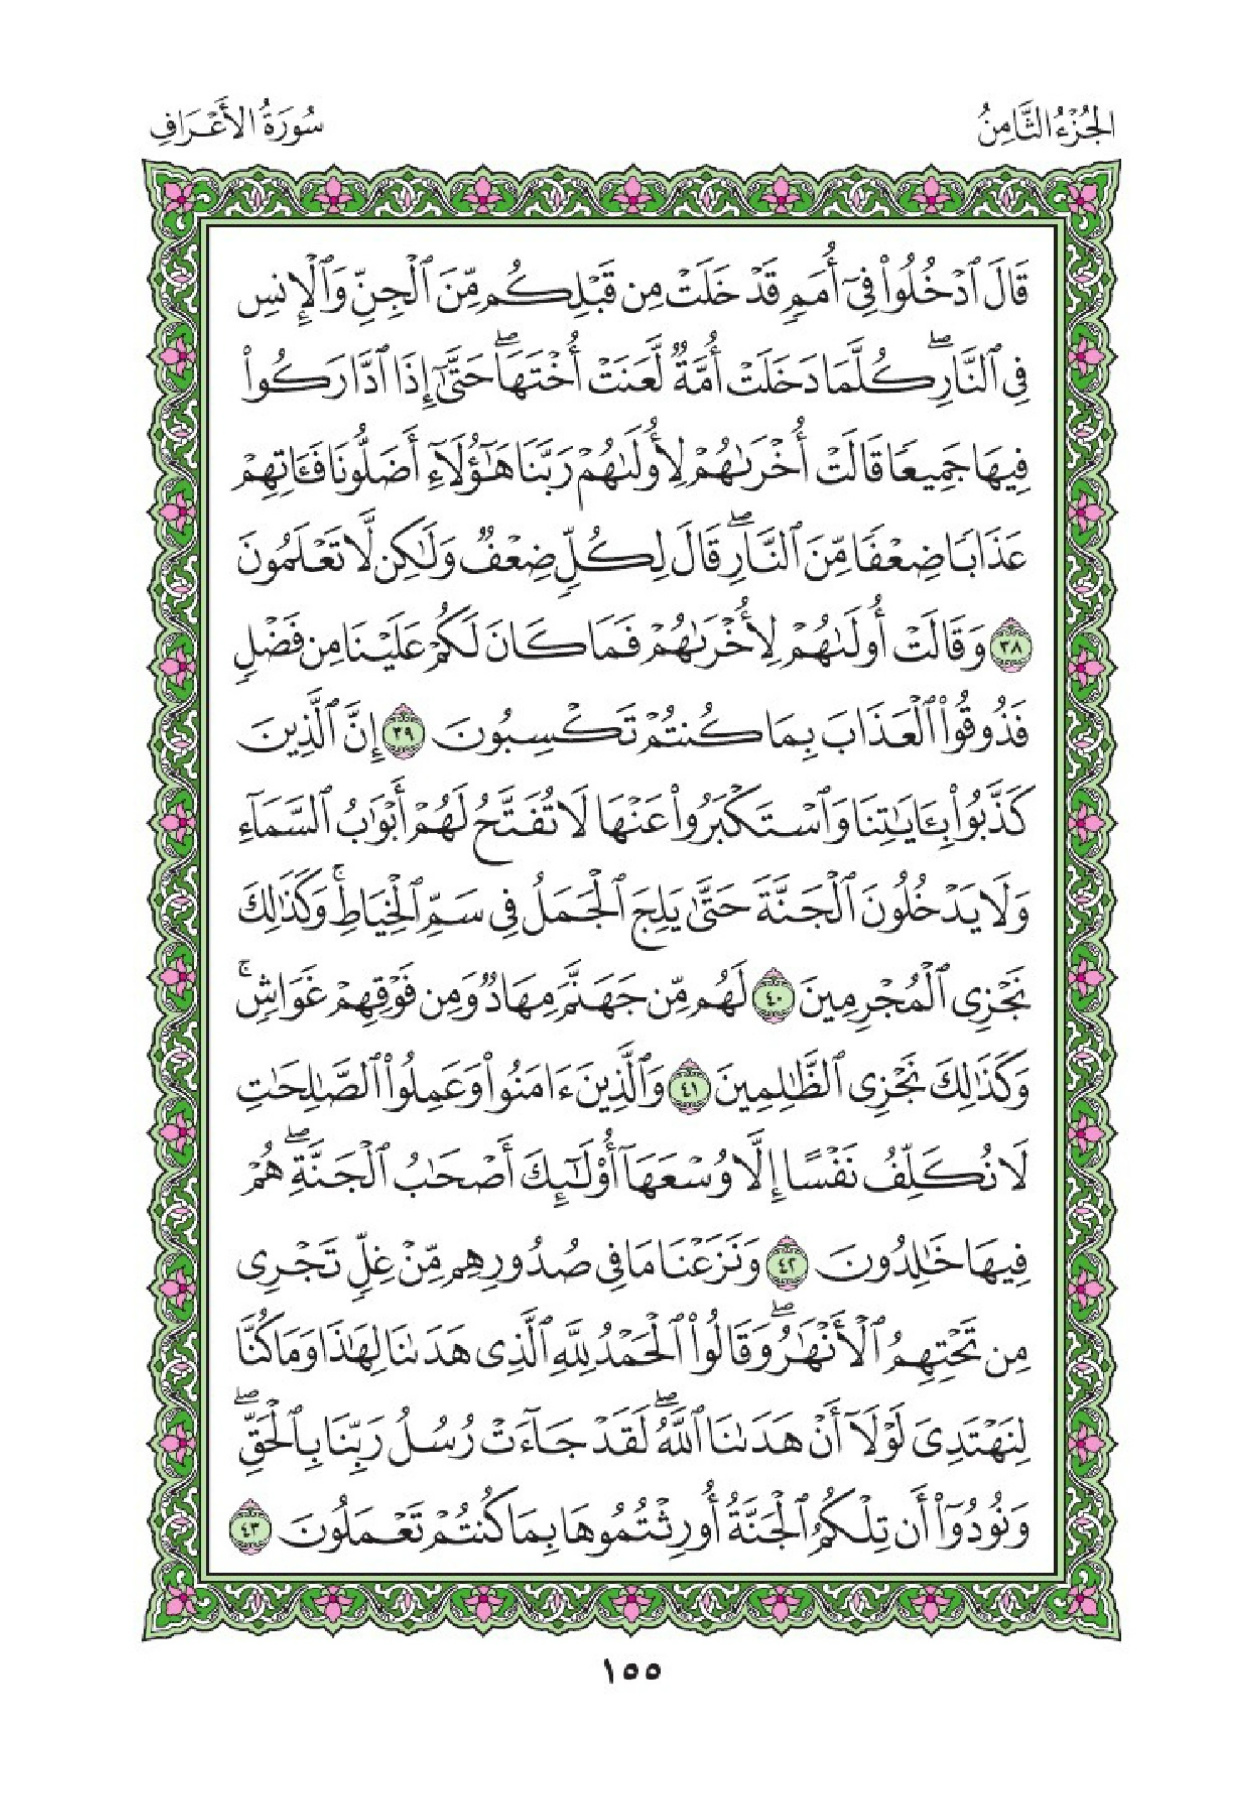 الجُزْءُ الثَّامِنُ
سُورَةُ الأَعْرَافِ
قَالَ ٱدْخُلُوا۟ فِىٓ أُمَمٍ قَدْ خَلَتْ مِن قَبْلِكُم مِّنَ ٱلْجِنِّ وَٱلْإِنسِ
فِى ٱلنَّارِ ۖ كُلَّمَا دَخَلَتْ أُمَّةٌ لَّعَنَتْ أُخْتَهَا ۖ حَتَّىٰٓ إِذَا ٱدَّارَكُوا۟
فِيهَا جَمِيعًا قَالَتْ أُخْرَىٰهُمْ لِأُولَىٰهُمْ رَبَّنَا هَـٰٓؤُلَآءِ أَضَلُّونَا فَـَٔاتِهِمْ
عَذَابًا ضِعْفًا مِّنَ ٱلنَّارِ ۖ قَالَ لِكُلٍّ ضِعْفٌ وَلَـٰكِن لَّا تَعْلَمُونَ
٣٨ وَقَالَتْ أُولَىٰهُمْ لِأُخْرَىٰهُمْ فَمَا كَانَ لَكُمْ عَلَيْنَا مِن فَضْلٍ
فَذُوقُوا۟ ٱلْعَذَابَ بِمَا كُنتُمْ تَكْسِبُونَ ٣٩ إِنَّ ٱلَّذِينَ
كَذَّبُوا۟ بِـَٔايَـٰتِنَا وَٱسْتَكْبَرُوا۟ عَنْهَا لَا تُفَتَّحُ لَهُمْ أَبْوَٰبُ ٱلسَّمَآءِ
وَلَا يَدْخُلُونَ ٱلْجَنَّةَ حَتَّىٰ يَلِجَ ٱلْجَمَلُ فِى سَمِّ ٱلْخِيَاطِ ۚ وَكَذَٰلِكَ
نَجْزِى ٱلْمُجْرِمِينَ ٤٠ لَهُم مِّن جَهَنَّمَ مِهَادٌ وَمِن فَوْقِهِمْ غَوَاشٍ ۚ
وَكَذَٰلِكَ نَجْزِى ٱلظَّـٰلِمِينَ ٤١ وَٱلَّذِينَ ءَامَنُوا۟ وَعَمِلُوا۟ ٱلصَّـٰلِحَـٰتِ
لَا نُكَلِّفُ نَفْسًا إِلَّا وُسْعَهَآ أُو۟لَـٰٓئِكَ أَصْحَـٰبُ ٱلْجَنَّةِ ۖ هُمْ
فِيهَا خَـٰلِدُونَ ٤٢ وَنَزَعْنَا مَا فِى صُدُورِهِم مِّنْ غِلٍّ تَجْرِى
مِن تَحْتِهِمُ ٱلْأَنْهَـٰرُ ۖ وَقَالُوا۟ ٱلْحَمْدُ لِلَّهِ ٱلَّذِى هَدَىٰنَا لِهَـٰذَا وَمَا كُنَّا
لِنَهْتَدِىَ لَوْلَآ أَنْ هَدَىٰنَا ٱللَّهُ ۖ لَقَدْ جَآءَتْ رُسُلُ رَبِّنَا بِٱلْحَقِّ ۖ
وَنُودُوٓا۟ أَن تِلْكُمُ ٱلْجَنَّةُ أُورِثْتُمُوهَا بِمَا كُنتُمْ تَعْمَلُونَ ٤٣
١٥٥